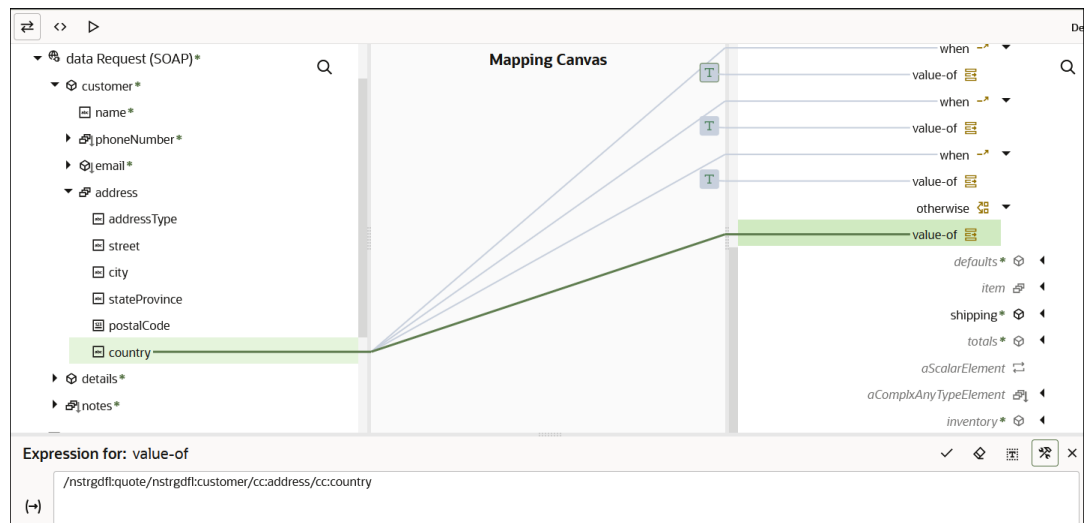 De
data Request (SOAP)*
customer*
name*
phoneNumber*
email*
address
addressType
street
city
stateProvince
postalCode
country
details*
notes*
Mapping Canvas
T
T
T
when
value-of
when
value-of
when
value-of
otherwise
value-of
defaults*
item
shipping*
totals*
aScalarElement
aComplxAnyTypeElement
inventory*
Expression for: value-of
/nstrgdfl:quote/nstrgdfl:customer/cc:address/cc:country